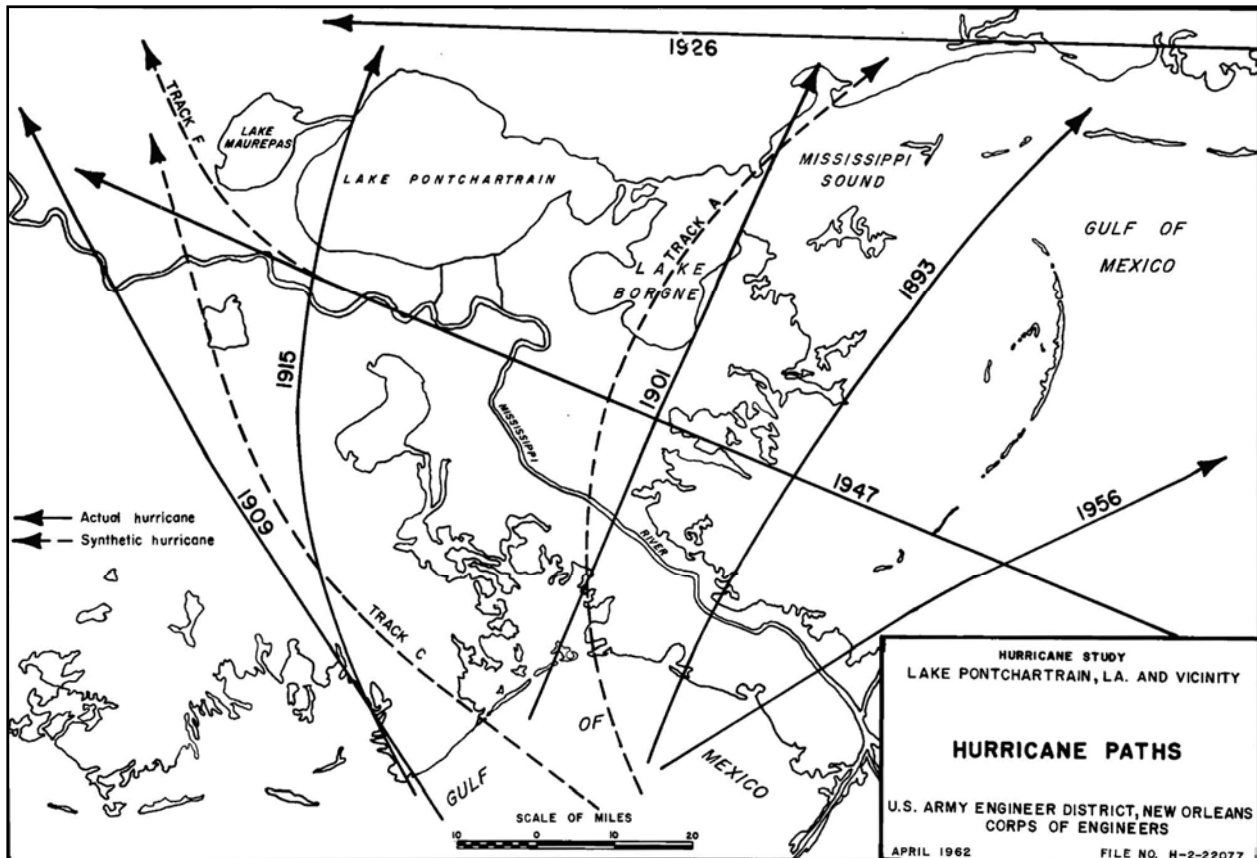 1926
TRACK F
LAKE
MAUREPAS
LAKE PONTCHARTRAIN
MISSISSIPPI
SOUND
TRACK A
GULF OF
MEXICO
LAKE
BORGNE
1893
1915
1901
MISSISSIPPI
RIVER
1947
1956
1909
Actual hurricane
Synthetic hurricane
TRACK C
GULF
OF
MEXICO
SCALE OF MILES
10 0 10 20
HURRICANE STUDY
LAKE PONTCHARTRAIN, LA. AND VICINITY
HURRICANE PATHS
U.S. ARMY ENGINEER DISTRICT, NEW ORLEANS
CORPS OF ENGINEERS
APRIL 1962 FILE NO. H-2-22077